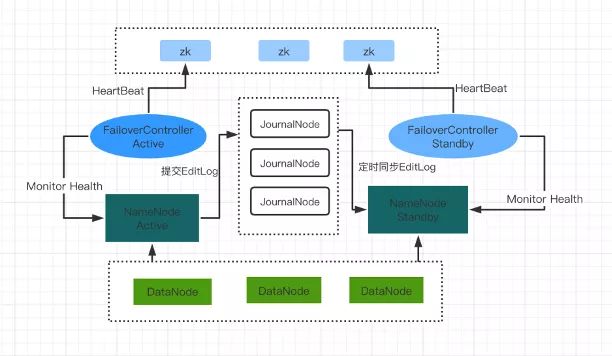 zk
zk
zk
HeartBeat
HeartBeat
FailoverController
Active
JournalNode
FailoverController
Standby
提交EditLog
JournalNode
定时同步EditLog
Monitor Health
Monitor Health
NameNode
Active
JournalNode
NameNode
Standby
DataNode
DataNode
DataNode